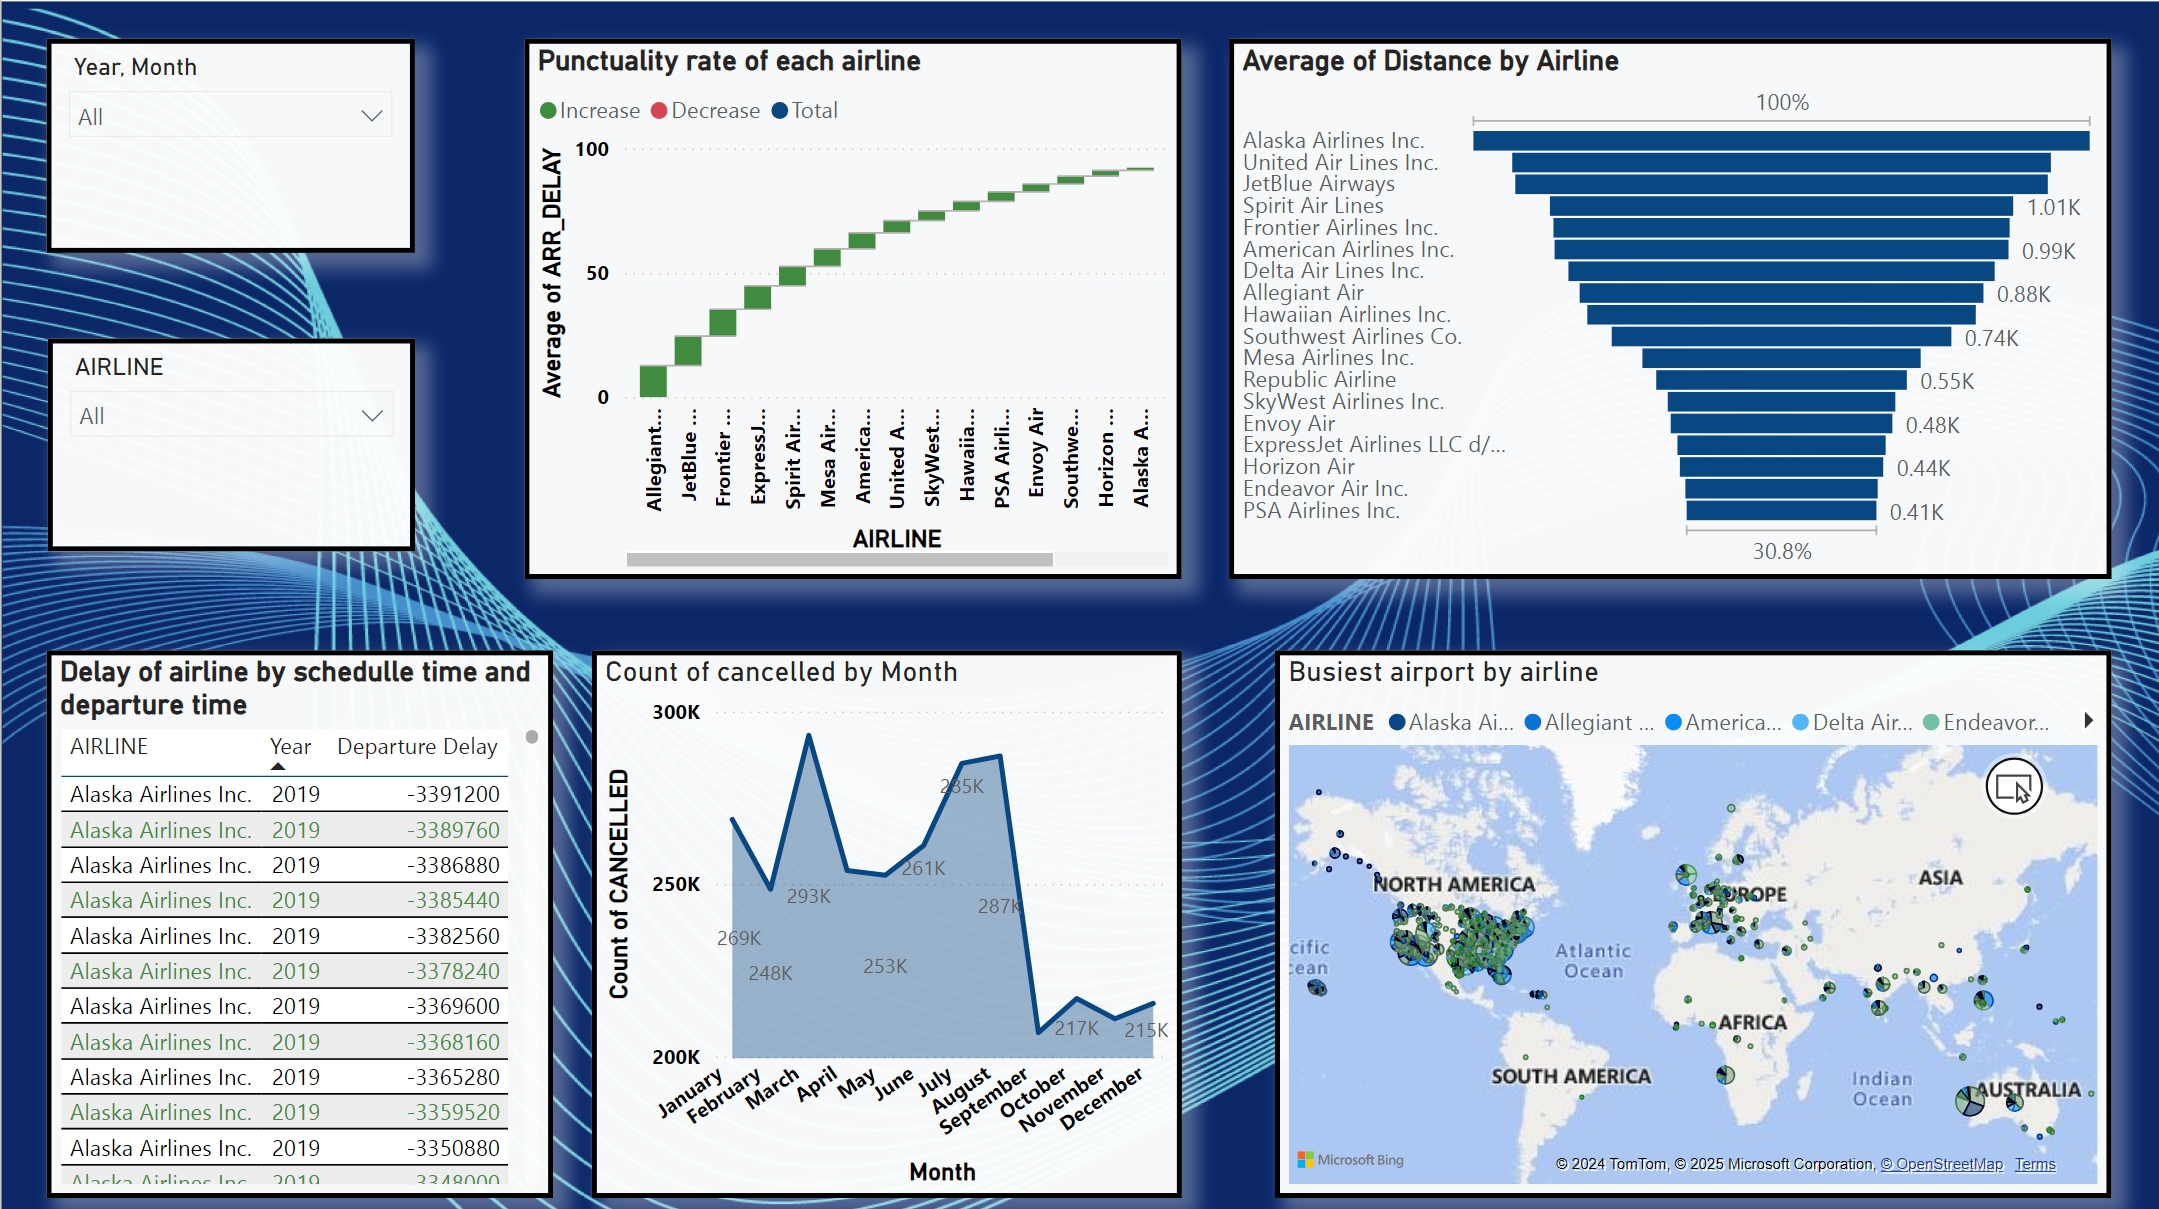 Year, Month
All
AIRLINE
All
Punctuality rate of each airline
Increase Decrease Total
Average of ARR_DELAY
100
50
0
Allegiant...
JetBlue ...
Frontier ...
ExpressJ...
Spirit Air...
Mesa Air...
America...
United A...
SkyWest...
Hawaiia...
PSA Airli...
Envoy Air
Southwe...
Horizon ...
Alaska A...
AIRLINE
Average of Distance by Airline
100%
Alaska Airlines Inc.
United Air Lines Inc.
JetBlue Airways
Spirit Air Lines 1.01K
Frontier Airlines Inc.
American Airlines Inc. 0.99K
Delta Air Lines Inc.
Allegiant Air 0.88K
Hawaiian Airlines Inc.
Southwest Airlines Co. 0.74K
Mesa Airlines Inc.
Republic Airline 0.55K
SkyWest Airlines Inc.
Envoy Air 0.48K
ExpressJet Airlines LLC d/...
Horizon Air 0.44K
Endeavor Air Inc.
PSA Airlines Inc. 0.41K
30.8%
Delay of airline by schedulle time and
departure time
AIRLINE Year Departure Delay
Alaska Airlines Inc. 2019 -3391200
Alaska Airlines Inc. 2019 -3389760
Alaska Airlines Inc. 2019 -3386880
Alaska Airlines Inc. 2019 -3385440
Alaska Airlines Inc. 2019 -3382560
Alaska Airlines Inc. 2019 -3378240
Alaska Airlines Inc. 2019 -3369600
Alaska Airlines Inc. 2019 -3368160
Alaska Airlines Inc. 2019 -3365280
Alaska Airlines Inc. 2019 -3359520
Alaska Airlines Inc. 2019 -3350880
Alaska Airlines Inc. 2019 -3348000
Count of cancelled by Month
Count of CANCELLED
300K
250K
200K
269K
248K
293K
253K
261K
285K
287K
217K
215K
January
February
March
April
May
June
July
August
September
October
November
December
Month
Busiest airport by airline
AIRLINE Alaska Ai... Allegiant ... America... Delta Air... Endeavor...
NORTH AMERICA
EUROPE
ASIA
cific
cean
Atlantic
Ocean
AFRICA
SOUTH AMERICA
Indian
Ocean
AUSTRALIA
Microsoft Bing
© 2024 TomTom, © 2025 Microsoft Corporation, © OpenStreetMap Terms